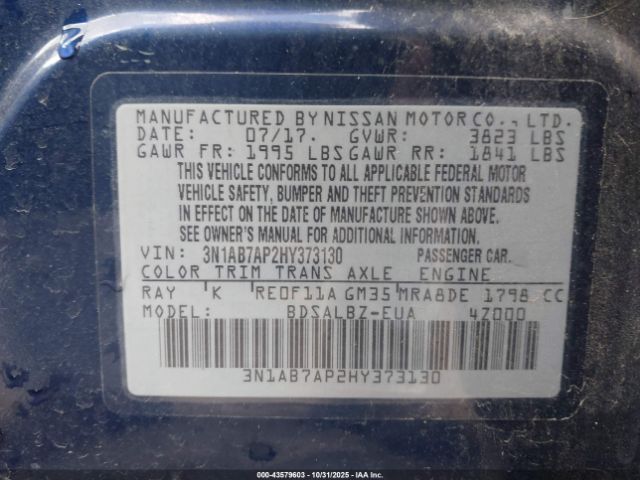 MANUFACTURED BY NISSAN MOTOR CO., LTD.
DATE: 07/17. GVWR: 3823 LBS
GAWR FR: 1995 LBS GAWR RR: 1841 LBS
THIS VEHICLE CONFORMS TO ALL APPLICABLE FEDERAL MOTOR
VEHICLE SAFETY, BUMPER AND THEFT PREVENTION STANDARDS
IN EFFECT ON THE DATE OF MANUFACTURE SHOWN ABOVE.
SEE OWNER'S MANUAL FOR ADDITIONAL INFORMATION.
VIN: 3N1AB7AP2HY373130 PASSENGER CAR.
COLOR TRIM TRANS AXLE ENGINE
RAY K RE0F11A GM35 MRA8DE 1798 CC
MODEL: BDSALBZ-EUA 4Z000
3N1AB7AP2HY373130
000-43579603 | 10/31/2025 - IAAI, Inc.